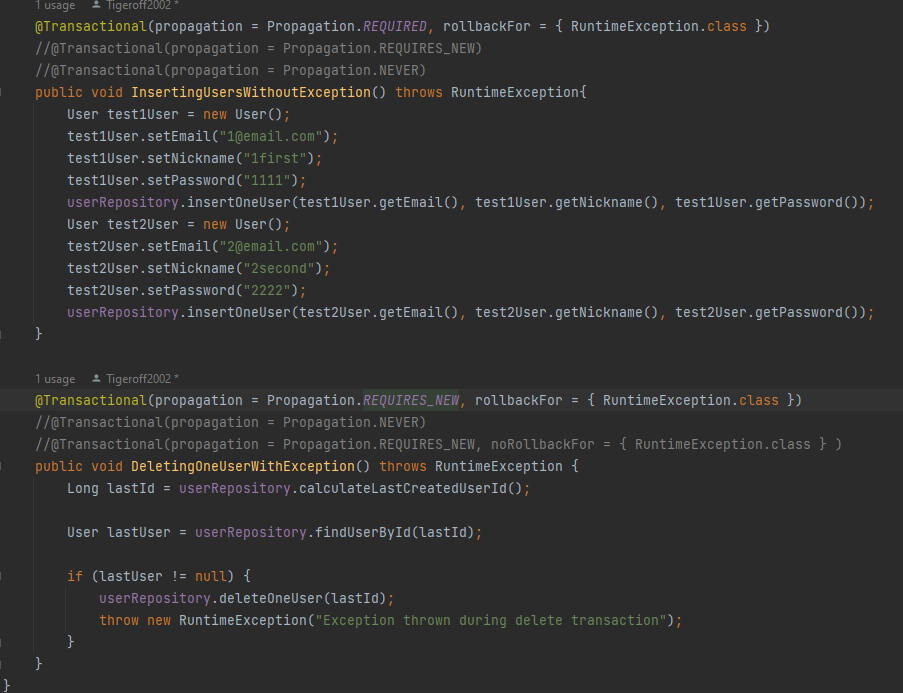 1 usage Tigeroff2002 *
@Transactional(propagation = Propagation.REQUIRED, rollbackFor = { RuntimeException.class })
//@Transactional(propagation = Propagation.REQUIRES_NEW)
//@Transactional(propagation = Propagation.NEVER)
public void InsertingUsersWithoutException() throws RuntimeException{
User test1User = new User();
test1User.setEmail("1@email.com");
test1User.setNickname("1first");
test1User.setPassword("1111");
userRepository.insertOneUser(test1User.getEmail(), test1User.getNickname(), test1User.getPassword());
User test2User = new User();
test2User.setEmail("2@email.com");
test2User.setNickname("2second");
test2User.setPassword("2222");
userRepository.insertOneUser(test2User.getEmail(), test2User.getNickname(), test2User.getPassword());
}
1 usage Tigeroff2002 *
@Transactional(propagation = Propagation.REQUIRES_NEW, rollbackFor = { RuntimeException.class })
//@Transactional(propagation = Propagation.NEVER)
//@Transactional(propagation = Propagation.REQUIRES_NEW, noRollbackFor = { RuntimeException.class } )
public void DeletingOneUserWithException() throws RuntimeException {
Long lastId = userRepository.calculateLastCreatedUserId();
User lastUser = userRepository.findUserById(lastId);
if (lastUser != null) {
userRepository.deleteOneUser(lastId);
throw new RuntimeException("Exception thrown during delete transaction");
}
}
}